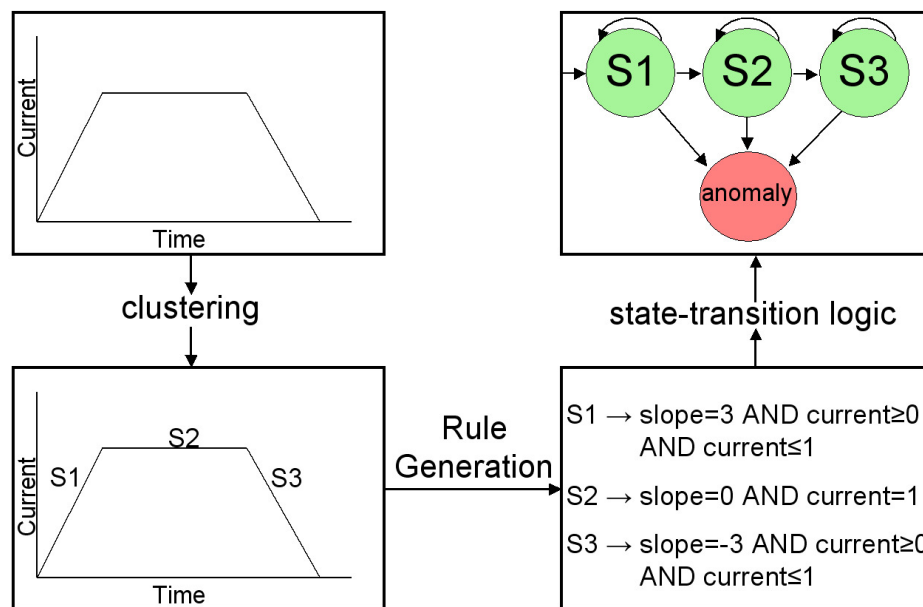 Current
Time
clustering
Current
S1
S2
S3
Time
Rule
Generation
S1 → slope=3 AND current≥0
AND current≤1
S2 → slope=0 AND current=1
S3 → slope=-3 AND current≥0
AND current≤1
state-transition logic
S1
S2
S3
anomaly